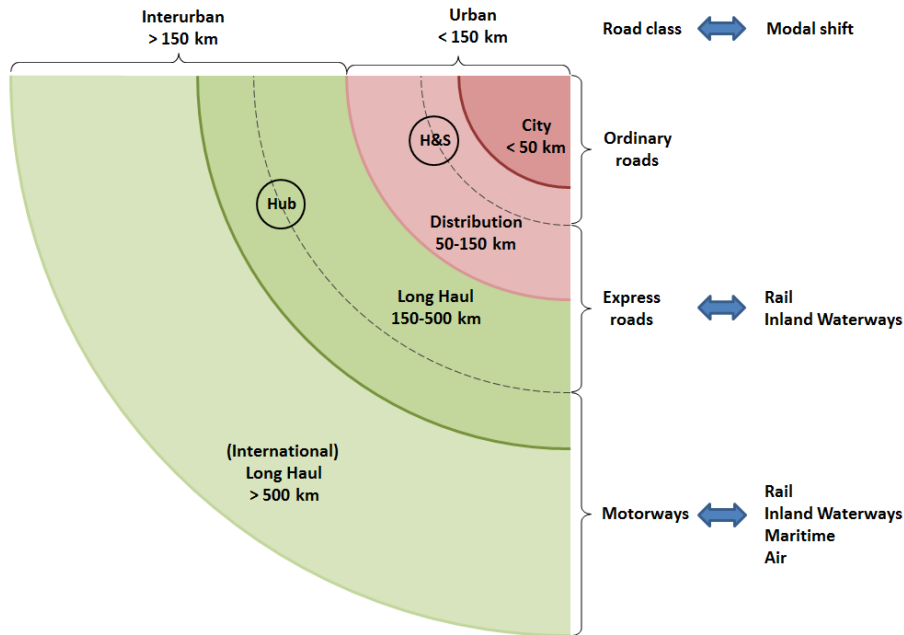 Interurban
> 150 km
Urban
< 150 km
Road class
Modal shift
City
< 50 km
H&S
Ordinary
roads
Hub
Distribution
50-150 km
Long Haul
150-500 km
Express
roads
Rail
Inland Waterways
(International)
Long Haul
> 500 km
Motorways
Rail
Inland Waterways
Maritime
Air